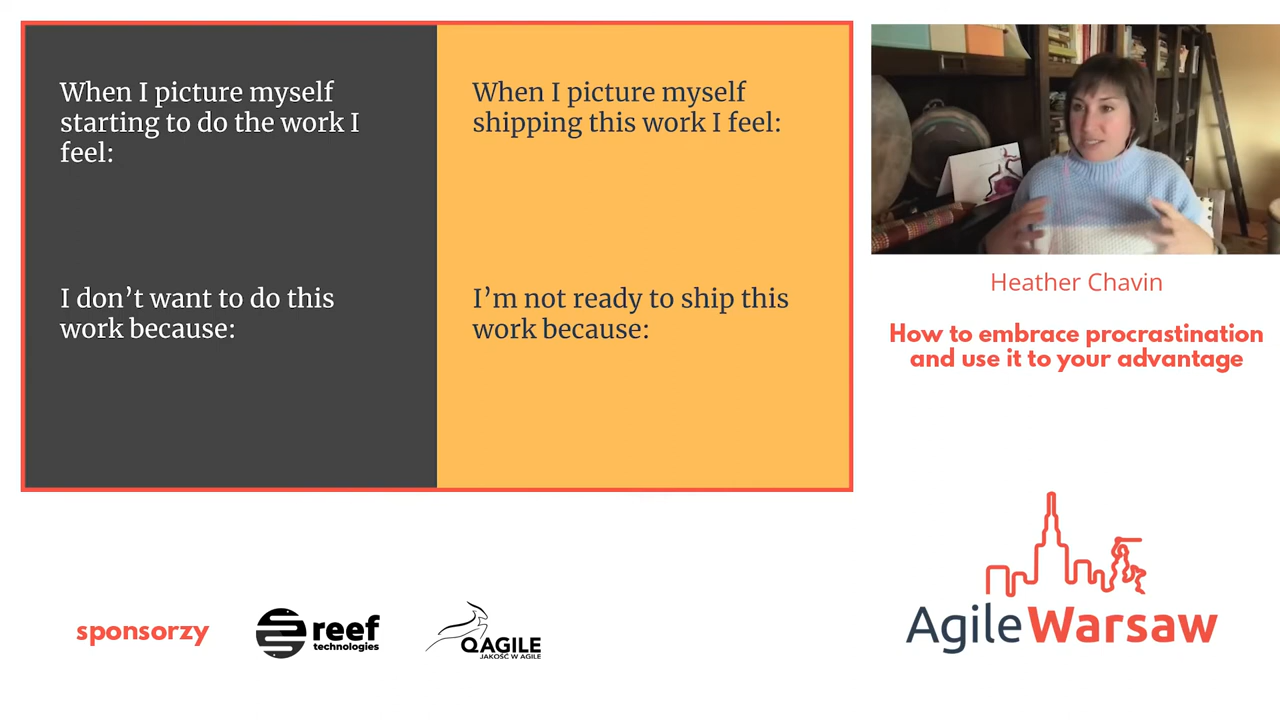 When I picture myself
starting to do the work I
feel:
I don't want to do this
work because:
When I picture myself
shipping this work I feel:
I'm not ready to ship this
work because:
Heather Chavin
How to embrace procrastination
and use it to your advantage
sponsorzy
reef
technologies
QAGILE
JAKOŚĆ W AGILE
AgileWarsaw